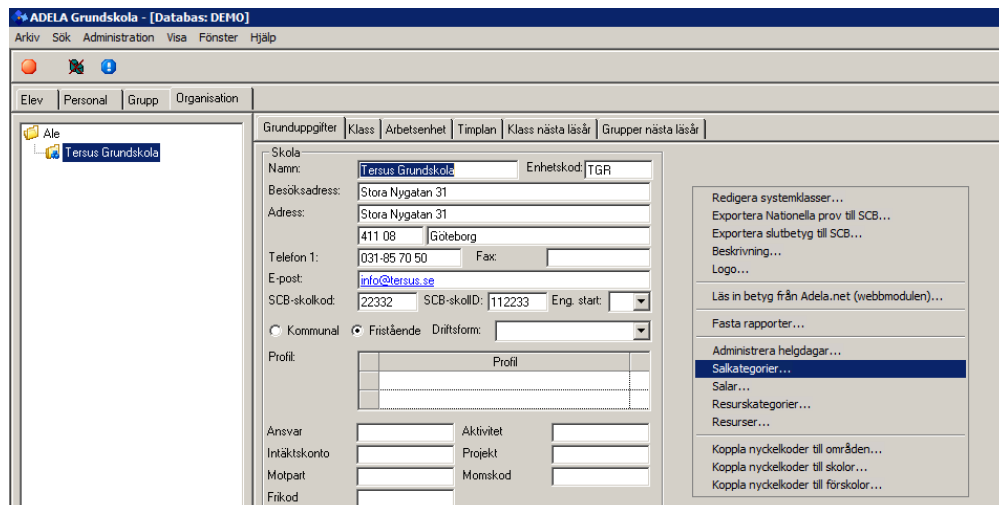 ADELA Grundskola - [Databas: DEMO]
Arkiv Sök Administration Visa Fönster Hjälp
Elev Personal Grupp Organisation
Ale
Tersus Grundskola
Grunduppgifter Klass Arbetsenhet Timplan Klass nästa läsår Grupper nästa läsår
Skola
Namn: Tersus Grundskola Enhetskod: TGR
Besöksadress: Stora Nygatan 31
Adress: Stora Nygatan 31
411 08 Göteborg
Telefon 1: 031-85 70 50 Fax:
E-post: info@tersus.se
SCB-skolkod: 22332 SCB-skolID: 112233 Eng. start:
Kommunal Fristående Driftsform:
Profil: Profil
Ansvar Aktivitet
Intäktskonto Projekt
Motpart Momskod
Frikod
Redigera systemklasser...
Exportera Nationella prov till SCB...
Exportera slutbetyg till SCB...
Beskrivning...
Logo...
Läs in betyg från Adela.net (webbmodulen)...
Fasta rapporter...
Administrera helgdagar...
Salkategorier...
Salar...
Resurskategorier...
Resurser...
Koppla nyckelkoder till områden...
Koppla nyckelkoder till skolor...
Koppla nyckelkoder till förskolor...